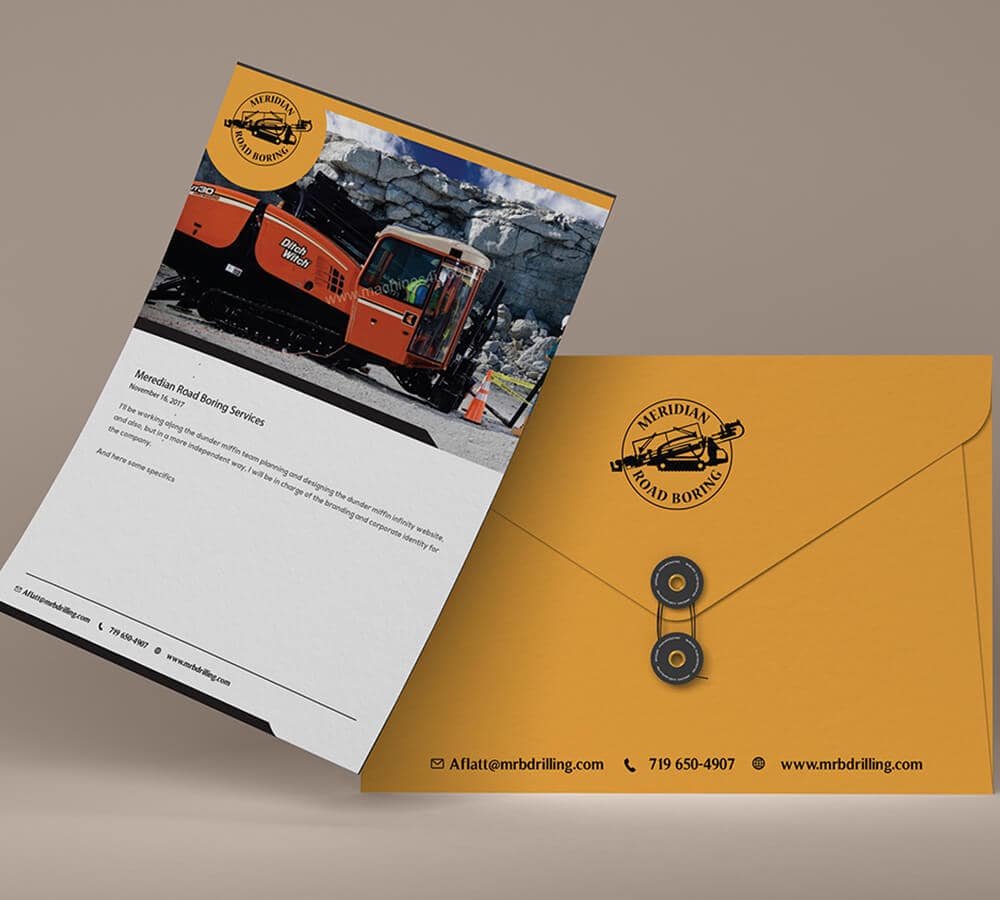 MERIDIAN
ROAD BORING
Ditch
Witch
Meredian Road Boring Services
November 16, 2017
I'll be working along the dunder miffin team planning and designing the dunder miffin infinity website,
and also, but in a more independent way, I will be in charge of the branding and corporate identity for
the company.
And here some specifics
Aflatt@mrbdrilling.com 719 650-4907 www.mrbdrilling.com
MERIDIAN
ROAD BORING
Aflatt@mrbdrilling.com 719 650-4907 www.mrbdrilling.com